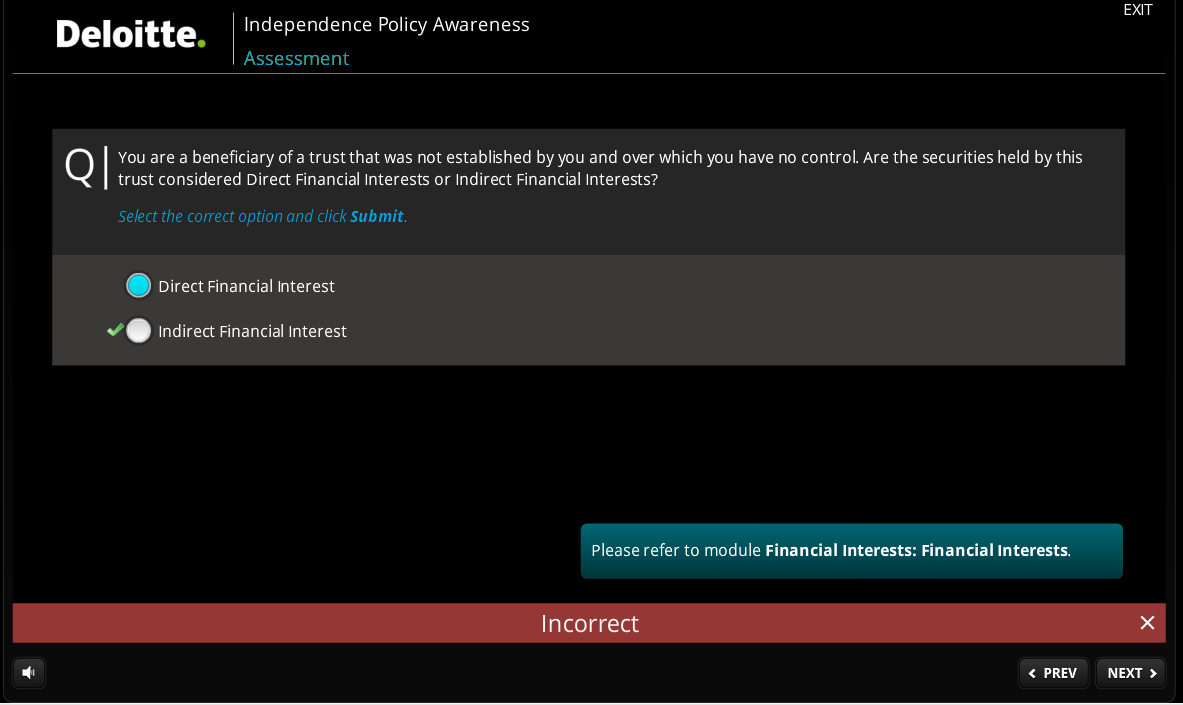 EXIT
Deloitte.
Independence Policy Awareness
Assessment
Q
You are a beneficiary of a trust that was not established by you and over which you have no control. Are the securities held by this
trust considered Direct Financial Interests or Indirect Financial Interests?
Select the correct option and click Submit.
Direct Financial Interest
Indirect Financial Interest
Please refer to module Financial Interests: Financial Interests.
Incorrect
PREV
NEXT